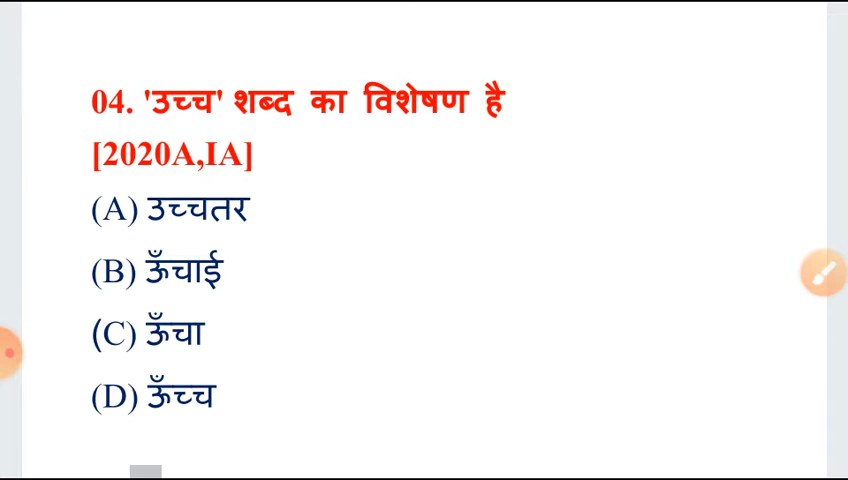 04. 'उच्च' शब्द का विशेषण है
[2020A,IA]
(A) उच्चतर
(B) ऊँचाई
(C) ऊँचा
(D) ऊँच्च